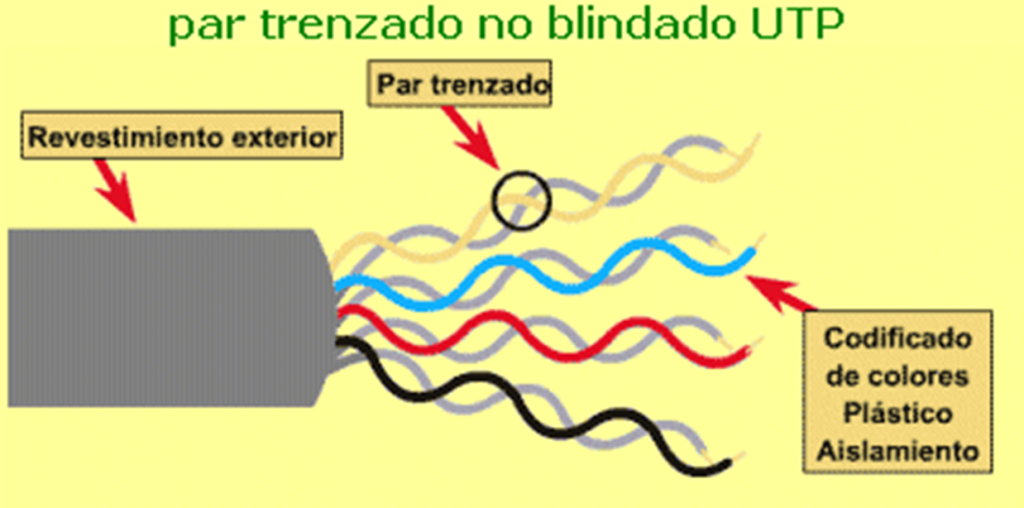 par trenzado no blindado UTP
Par trenzado
Revestimiento exterior
Codificado
de colores
Plástico
Aislamiento